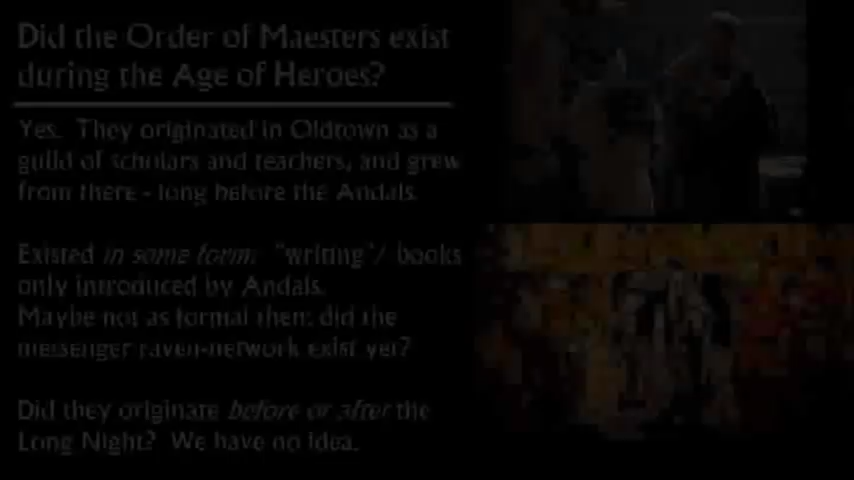 Did the Order of Maesters exist
during the Age of Heroes?
Yes. They originated in Oldtown as a
guild of scholars and teachers, and grew
from there - long before the Andals.
Existed in some form: "writing"/ books
only introduced by Andals.
Maybe not as formal then: did the
messenger raven-network exist yet?
Did they originate before or after the
Long Night? We have no idea.